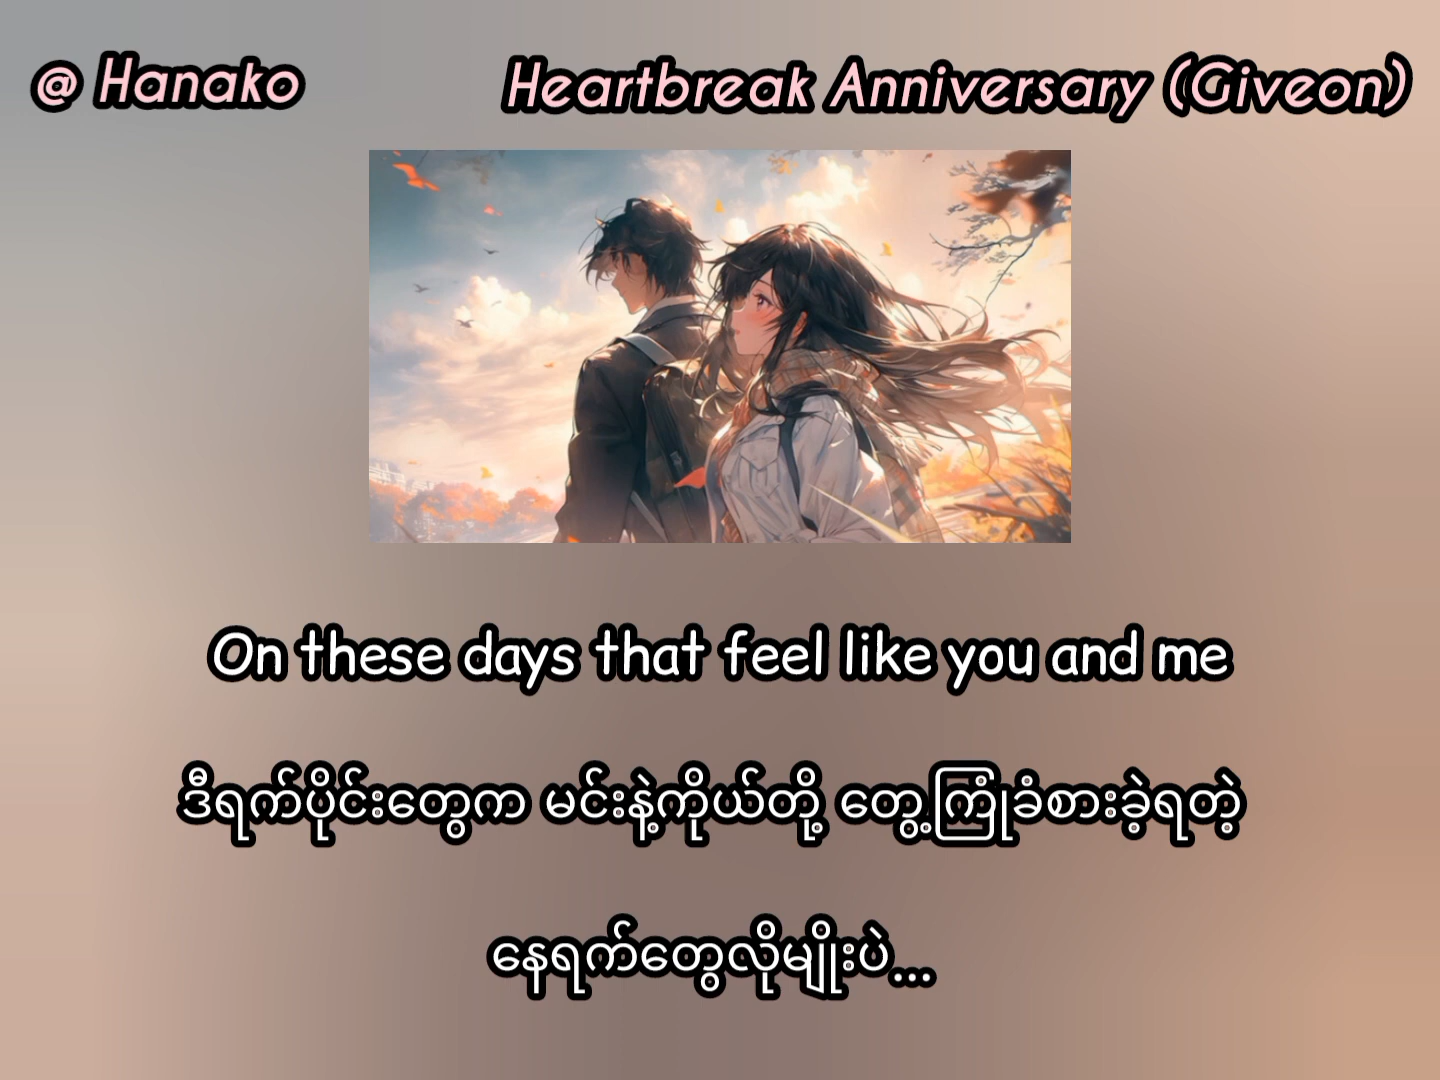 @ Hanako
Heartbreak Anniversary (Giveon)
On these days that feel like you and me
ဒီရက်ပိုင်းတွေက မင်းနဲ့ကိုယ်တို့ တွေ့ကြုံခံစားခဲ့ရတဲ့
နေရက်တွေလိုမျိုးပဲ...